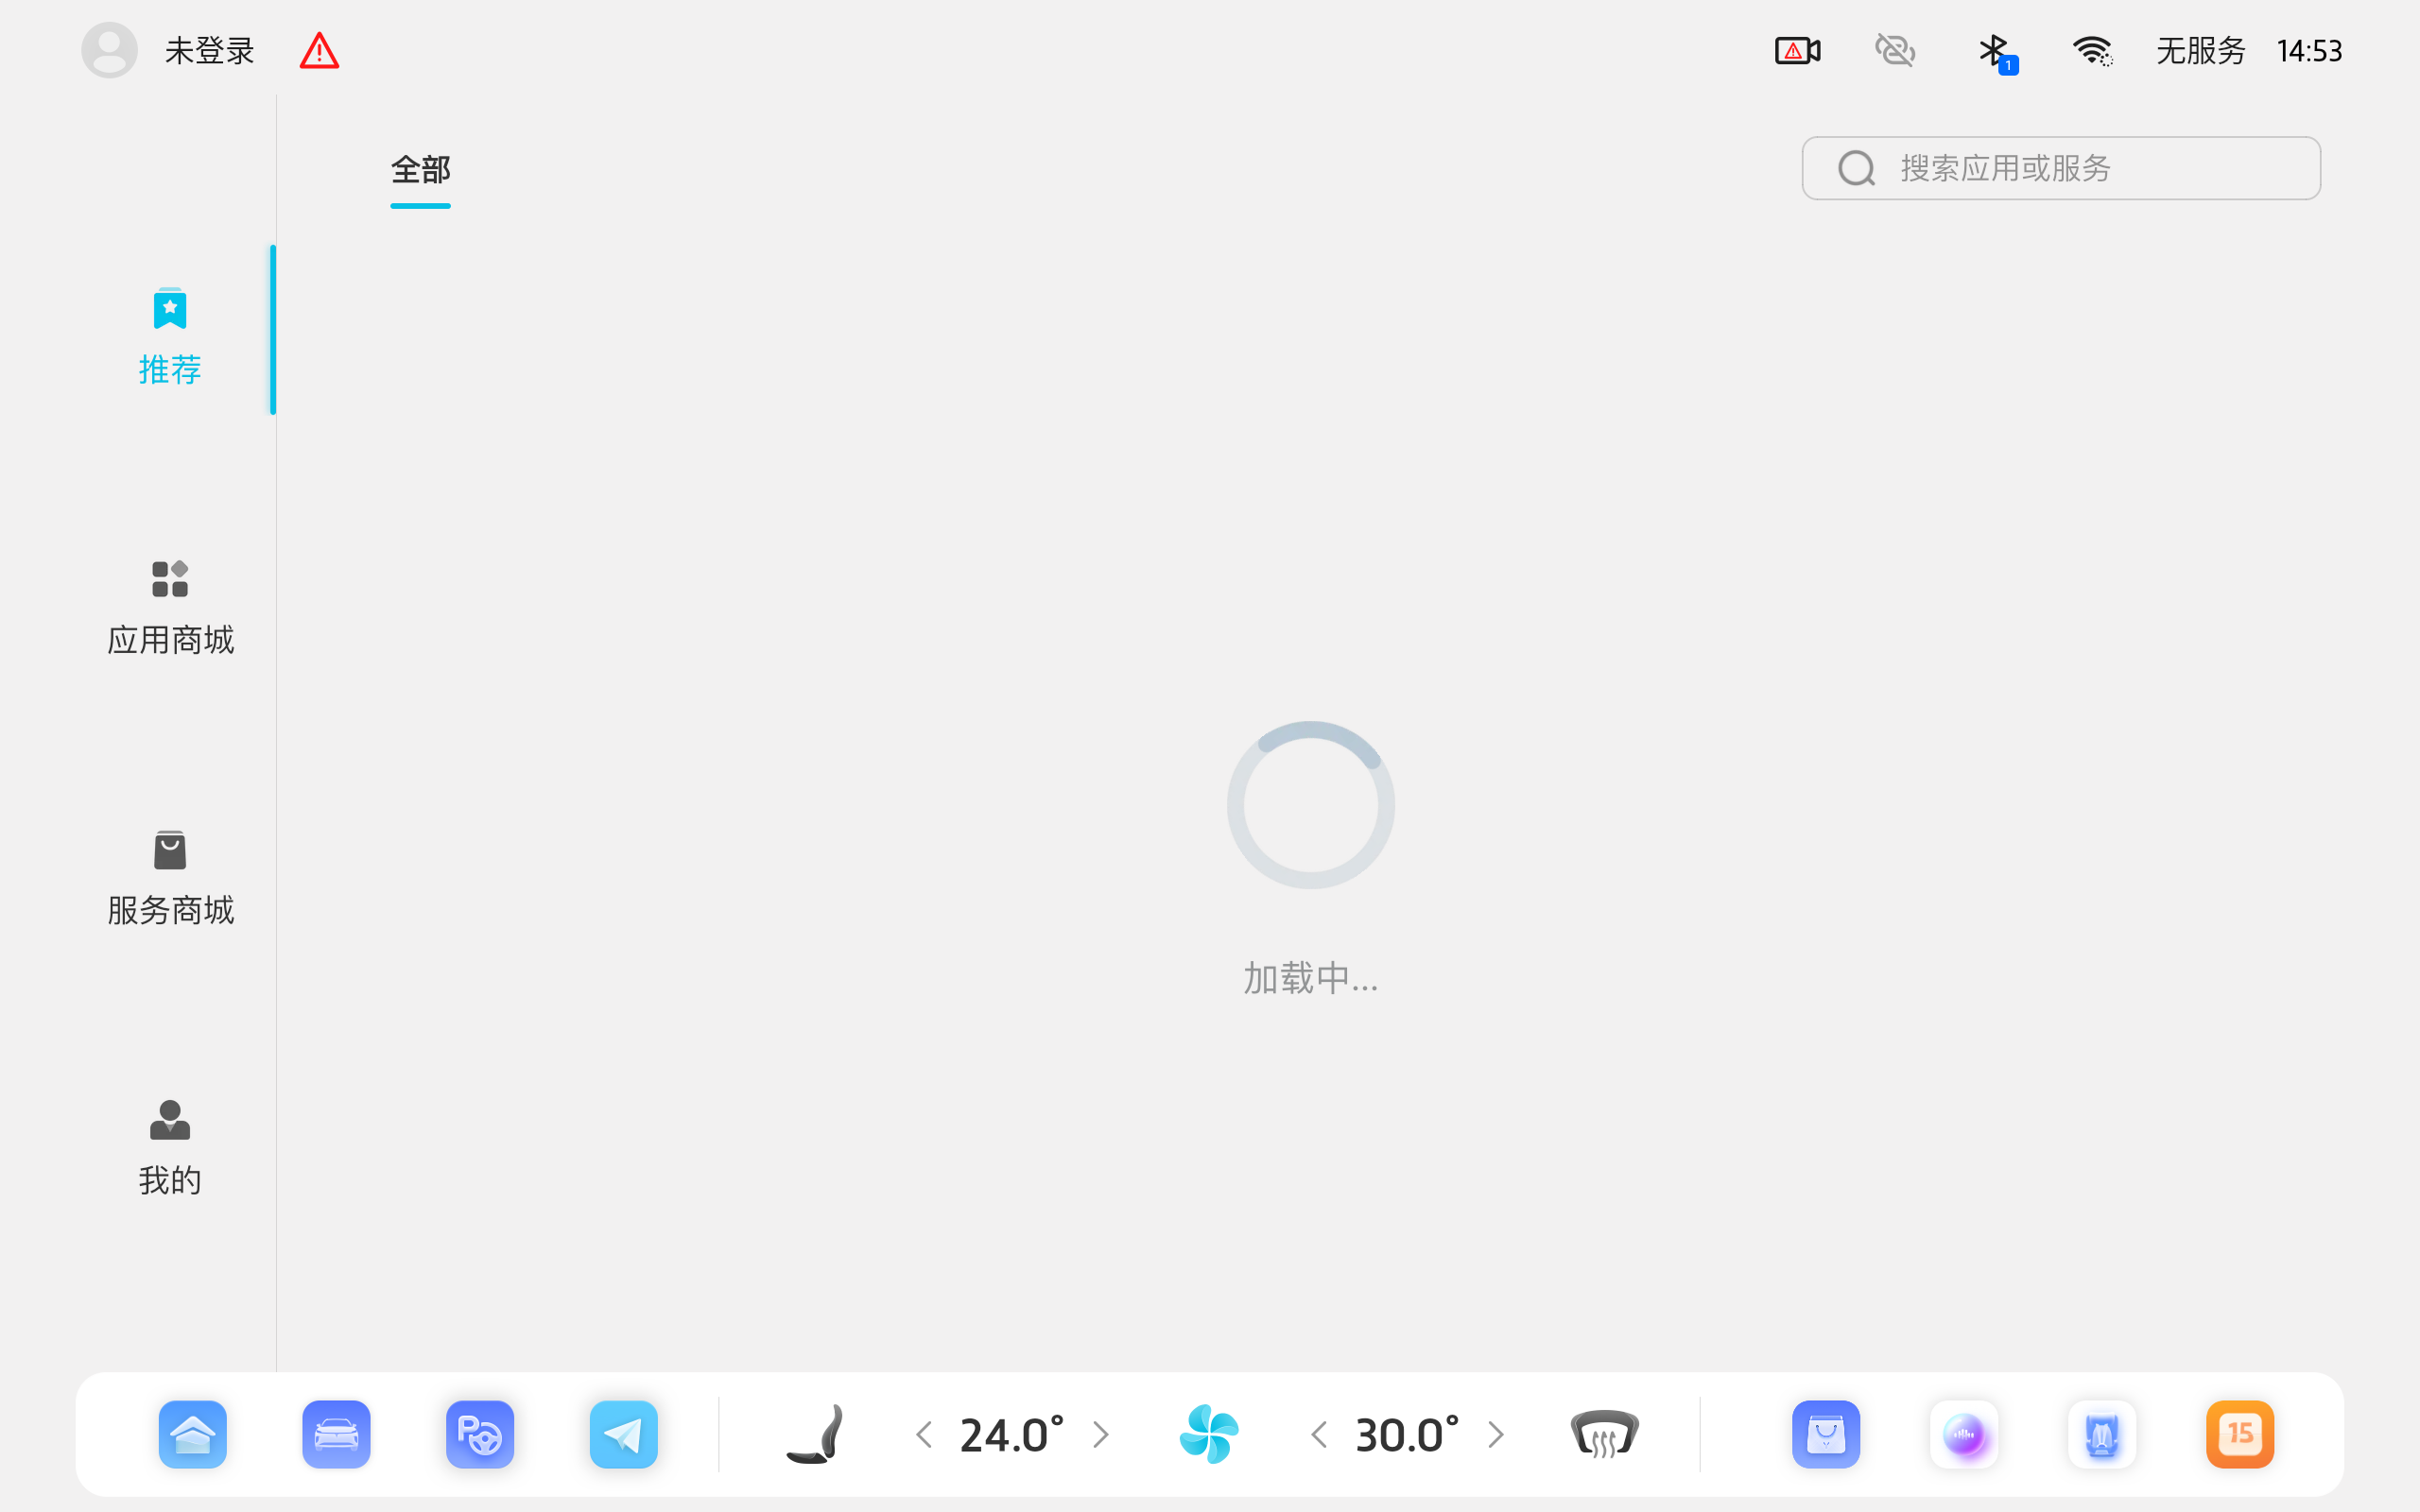 未登录
1
无服务 14:53
全部
搜索应用或服务
推荐
应用商城
服务商城
我的
加载中...
P
24.0°
30.0°
15